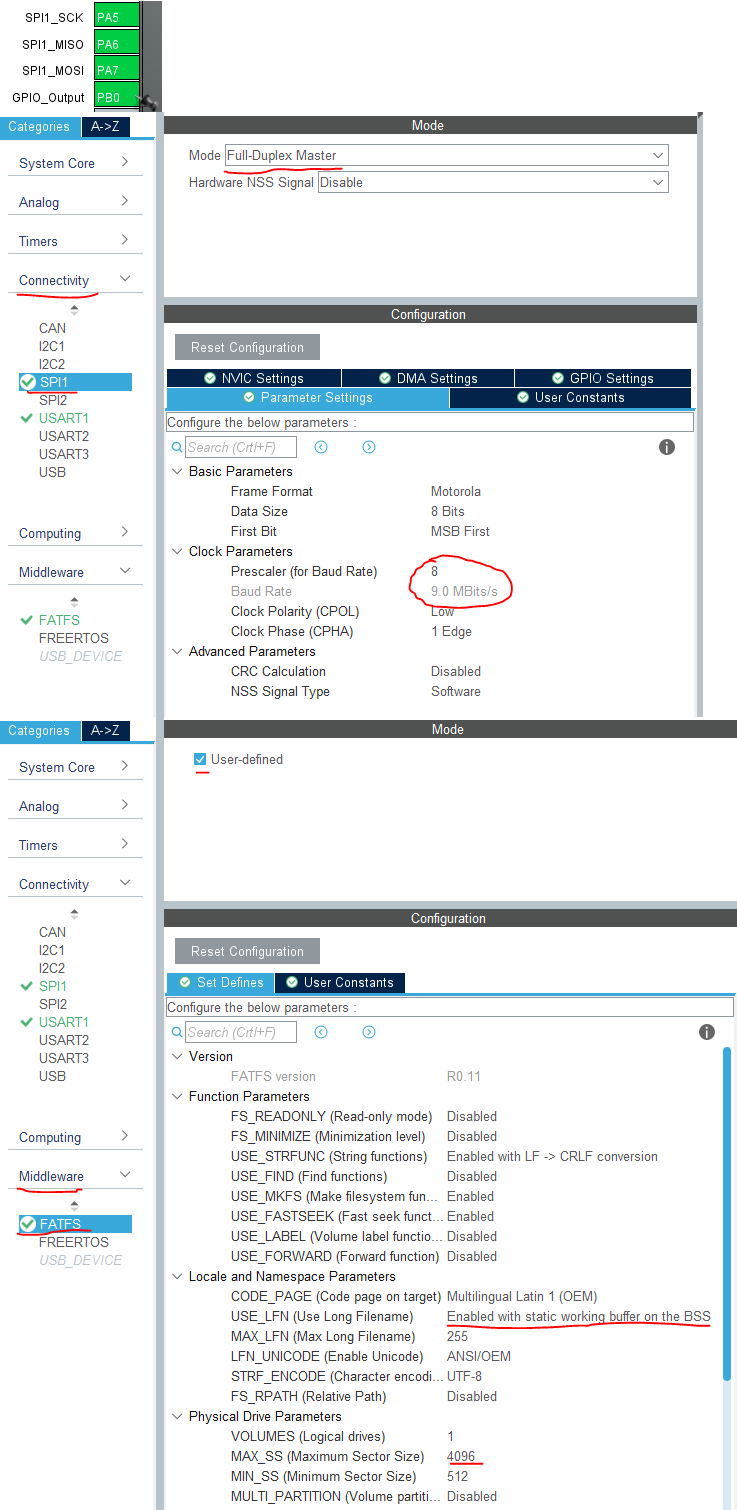 SPI1_SCK PA5
SPI1_MISO PA6
SPI1_MOSI PA7
GPIO_Output PB0
Categories A->Z
System Core
Analog
Timers
Connectivity
CAN
I2C1
I2C2
SPI1
SPI2
USART1
USART2
USART3
USB
Computing
Middleware
FATFS
FREERTOS
USB_DEVICE
Mode
Mode Full-Duplex Master
Hardware NSS Signal Disable
Configuration
Reset Configuration
NVIC Settings DMA Settings GPIO Settings
Parameter Settings User Constants
Configure the below parameters :
Search (Crtl+F)
Basic Parameters
Frame Format Motorola
Data Size 8 Bits
First Bit MSB First
Clock Parameters
Prescaler (for Baud Rate) 8
Baud Rate 9.0 MBits/s
Clock Polarity (CPOL) Low
Clock Phase (CPHA) 1 Edge
Advanced Parameters
CRC Calculation Disabled
NSS Signal Type Software
Categories A->Z
System Core
Analog
Timers
Connectivity
CAN
I2C1
I2C2
SPI1
SPI2
USART1
USART2
USART3
USB
Computing
Middleware
FATFS
FREERTOS
USB_DEVICE
Mode
User-defined
Configuration
Reset Configuration
Set Defines User Constants
Configure the below parameters :
Search (Crtl+F)
Version
FATFS version R0.11
Function Parameters
FS_READONLY (Read-only mode) Disabled
FS_MINIMIZE (Minimization level) Disabled
USE_STRFUNC (String functions) Enabled with LF -> CRLF conversion
USE_FIND (Find functions) Disabled
USE_MKFS (Make filesystem fun... Enabled
USE_FASTSEEK (Fast seek funct... Enabled
USE_LABEL (Volume label functio... Disabled
USE_FORWARD (Forward function) Disabled
Locale and Namespace Parameters
CODE_PAGE (Code page on target) Multilingual Latin 1 (OEM)
USE_LFN (Use Long Filename) Enabled with static working buffer on the BSS
MAX_LFN (Max Long Filename) 255
LFN_UNICODE (Enable Unicode) ANSI/OEM
STRF_ENCODE (Character encodi... UTF-8
FS_RPATH (Relative Path) Disabled
Physical Drive Parameters
VOLUMES (Logical drives) 1
MAX_SS (Maximum Sector Size) 4096
MIN_SS (Minimum Sector Size) 512
MULTI_PARTITION (Volume partiti... Disabled